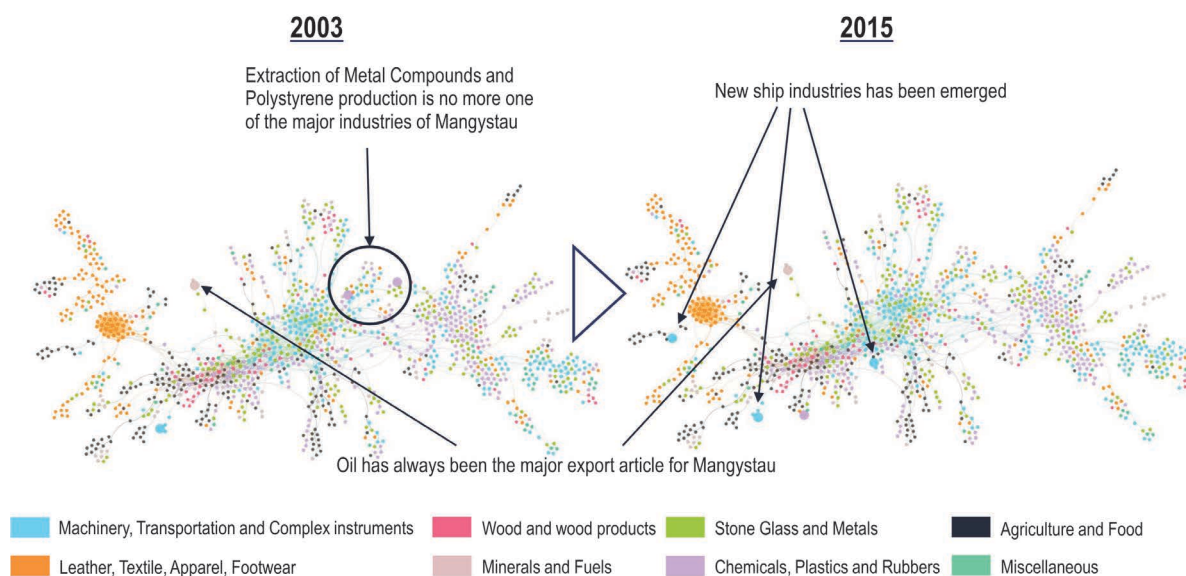 2003
2015
Extraction of Metal Compounds and
Polystyrene production is no more one
of the major industries of Mangystau
New ship industries has been emerged
Oil has always been the major export article for Mangystau
Machinery, Transportation and Complex instruments
Wood and wood products
Stone Glass and Metals
Agriculture and Food
Leather, Textile, Apparel, Footwear
Minerals and Fuels
Chemicals, Plastics and Rubbers
Miscellaneous